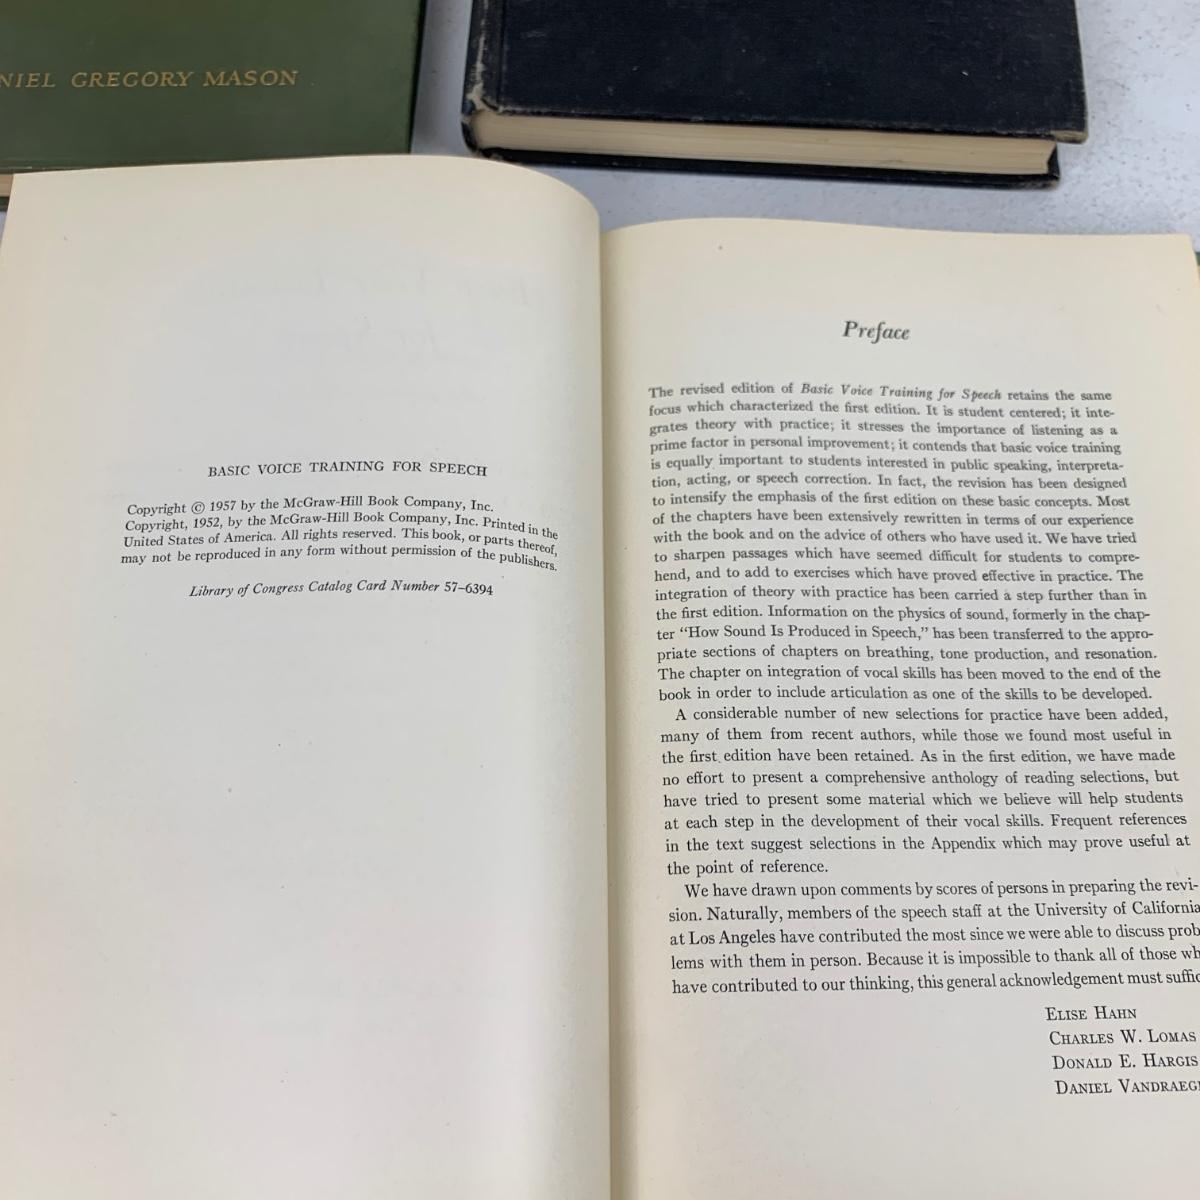 NIEL GREGORY MASON
BASIC VOICE TRAINING FOR SPEECH
Copyright © 1957 by the McGraw-Hill Book Company, Inc.
Copyright, 1952, by the McGraw-Hill Book Company, Inc. Printed in the
United States of America. All rights reserved. This book, or parts thereof,
may not be reproduced in any form without permission of the publishers.
Library of Congress Catalog Card Number 57–6394
Preface
The revised edition of Basic Voice Training for Speech retains the same
focus which characterized the first edition. It is student centered; it inte-
grates theory with practice; it stresses the importance of listening as a
prime factor in personal improvement; it contends that basic voice training
is equally important to students interested in public speaking, interpreta-
tion, acting, or speech correction. In fact, the revision has been designed
to intensify the emphasis of the first edition on these basic concepts. Most
of the chapters have been extensively rewritten in terms of our experience
with the book and on the advice of others who have used it. We have tried
to sharpen passages which have seemed difficult for students to compre-
hend, and to add to exercises which have proved effective in practice. The
integration of theory with practice has been carried a step further than in
the first edition. Information on the physics of sound, formerly in the chap-
ter "How Sound Is Produced in Speech," has been transferred to the appro-
priate sections of chapters on breathing, tone production, and resonation.
The chapter on integration of vocal skills has been moved to the end of the
book in order to include articulation as one of the skills to be developed.
A considerable number of new selections for practice have been added,
many of them from recent authors, while those we found most useful in
the first edition have been retained. As in the first edition, we have made
no effort to present a comprehensive anthology of reading selections, but
have tried to present some material which we believe will help students
at each step in the development of their vocal skills. Frequent references
in the text suggest selections in the Appendix which may prove useful at
the point of reference.
We have drawn upon comments by scores of persons in preparing the revi-
sion. Naturally, members of the speech staff at the University of California
at Los Angeles have contributed the most since we were able to discuss prob
lems with them in person. Because it is impossible to thank all of those wh
have contributed to our thinking, this general acknowledgement must suffic
ELISE HAHN
CHARLES W. LOMAS
DONALD E. HARGIS
DANIEL VANDRAEG